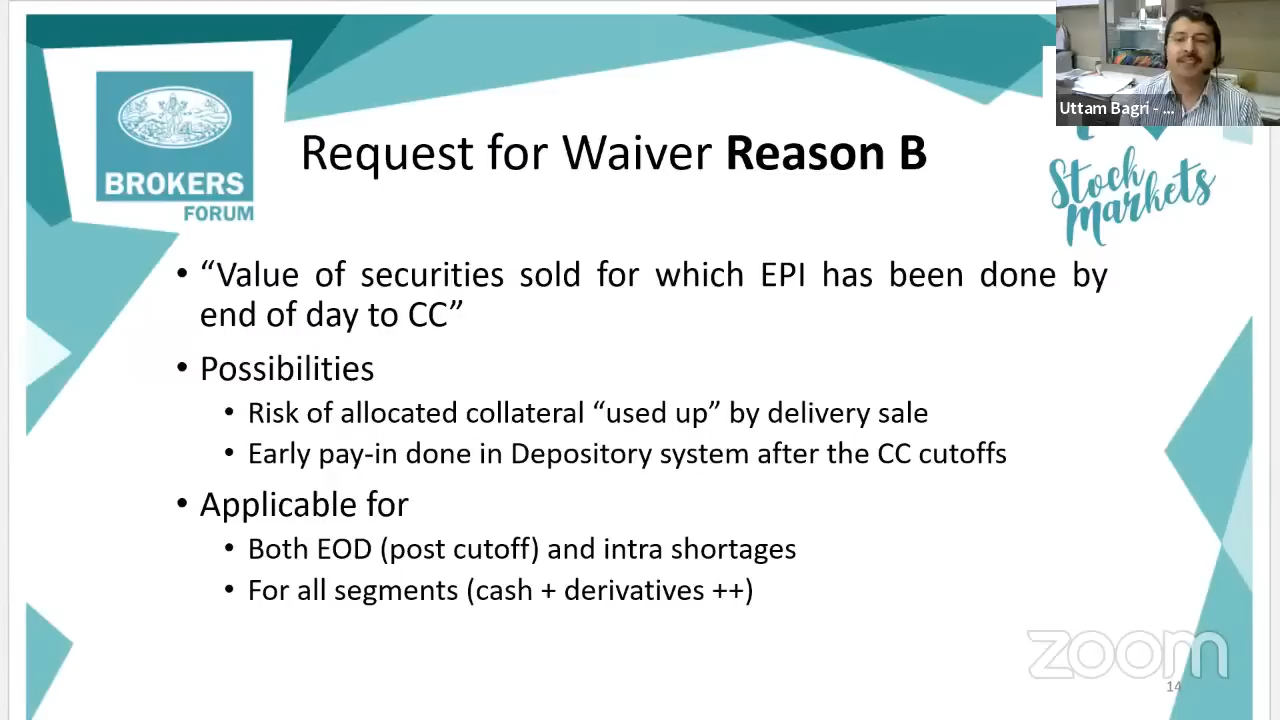 Uttam Bagri - ...
BROKERS
FORUM
Request for Waiver Reason B
Stock
Markets
• “Value of securities sold for which EPI has been done by
end of day to CC”
• Possibilities
• Risk of allocated collateral “used up” by delivery sale
• Early pay-in done in Depository system after the CC cutoffs
• Applicable for
• Both EOD (post cutoff) and intra shortages
• For all segments (cash + derivatives ++)
zoom
14